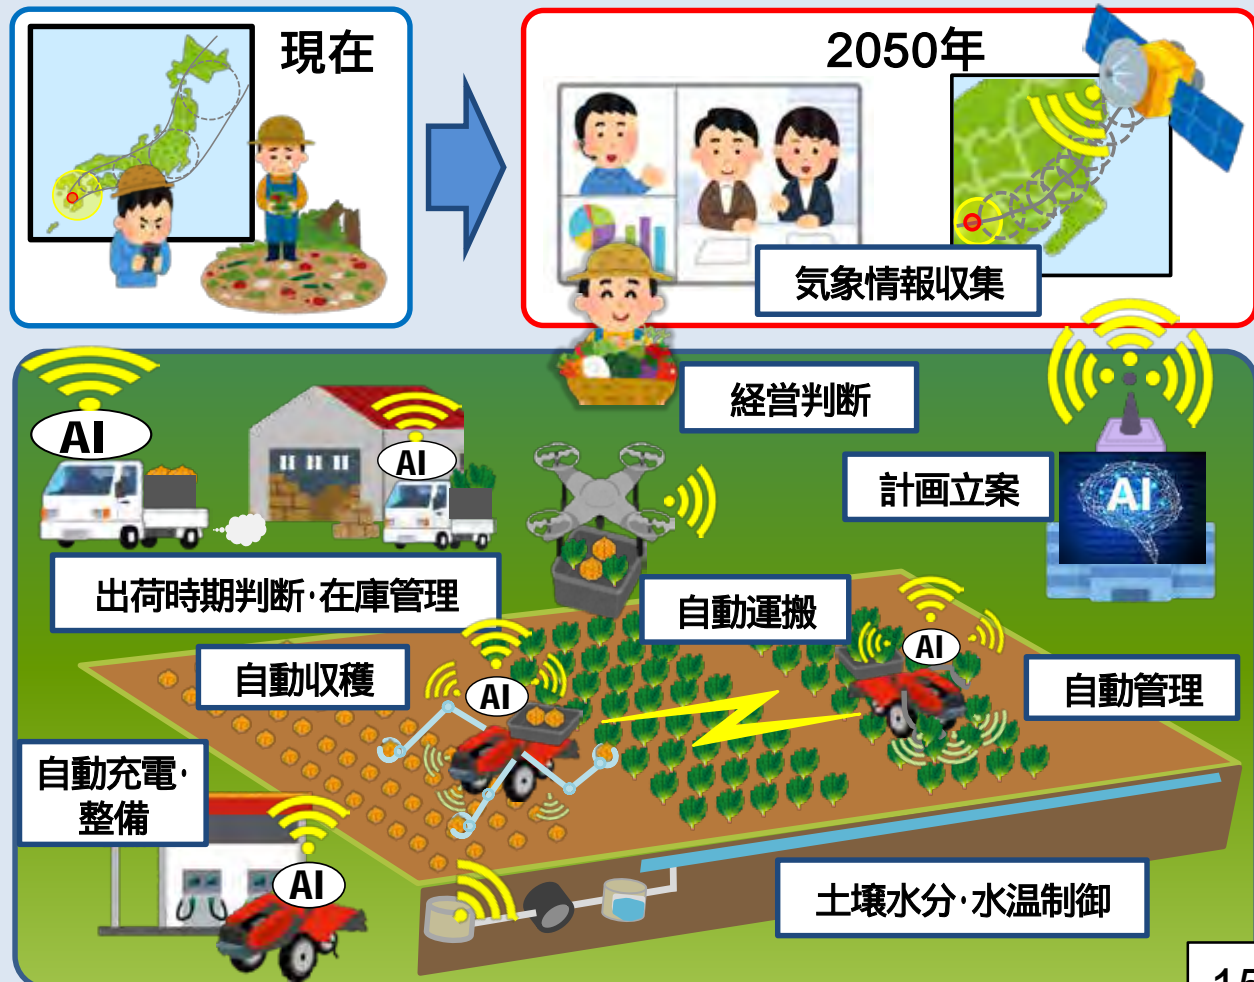 現在
2050年
気象情報収集
経営判断
AI
AI
計画立案
AI
出荷時期判断・在庫管理
自動運搬
AI
自動収穫
AI
自動管理
自動充電・
整備
AI
土壌水分・水温制御
15